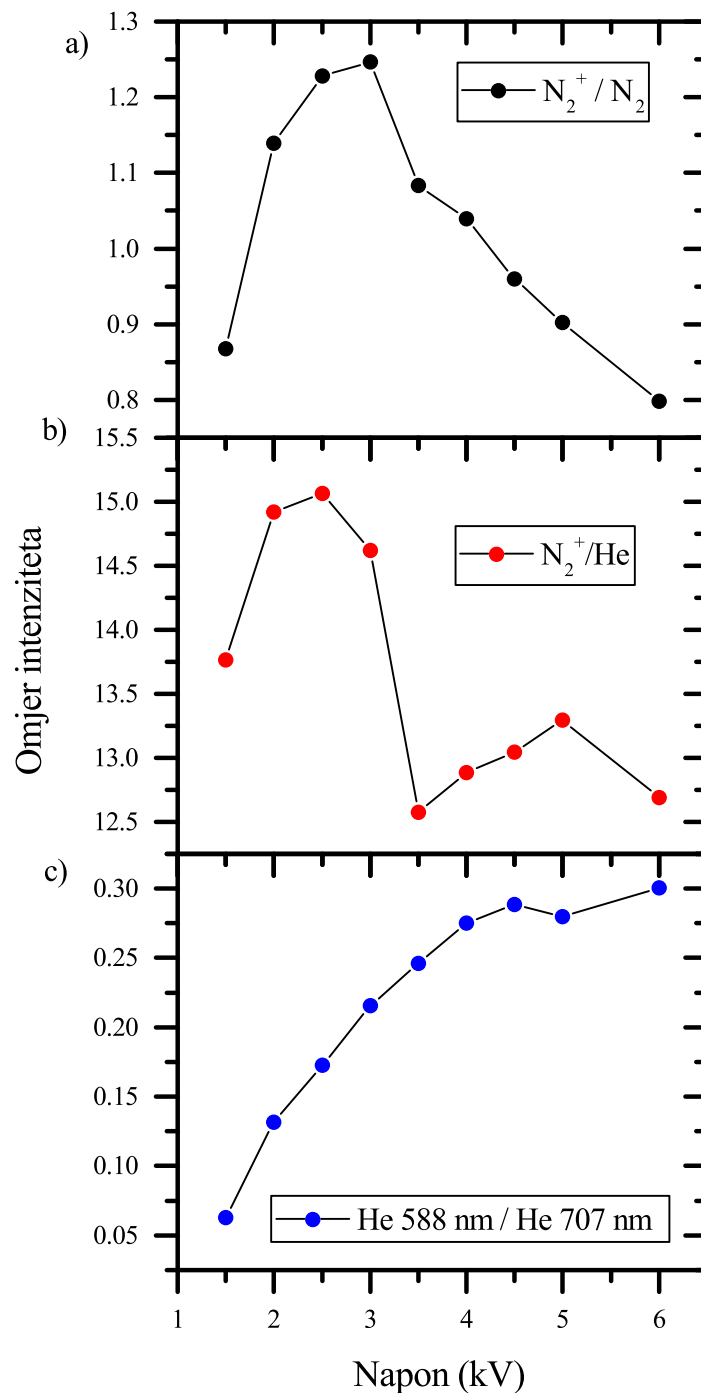 a)
1.3
1.2
1.1
1.0
0.9
0.8
N₂⁺ / N₂
b)
15.5
15.0
14.5
14.0
13.5
13.0
12.5
N₂⁺/He
Omjer intenziteta
c)
0.30
0.25
0.20
0.15
0.10
0.05
He 588 nm / He 707 nm
1 2 3 4 5 6
Napon (kV)